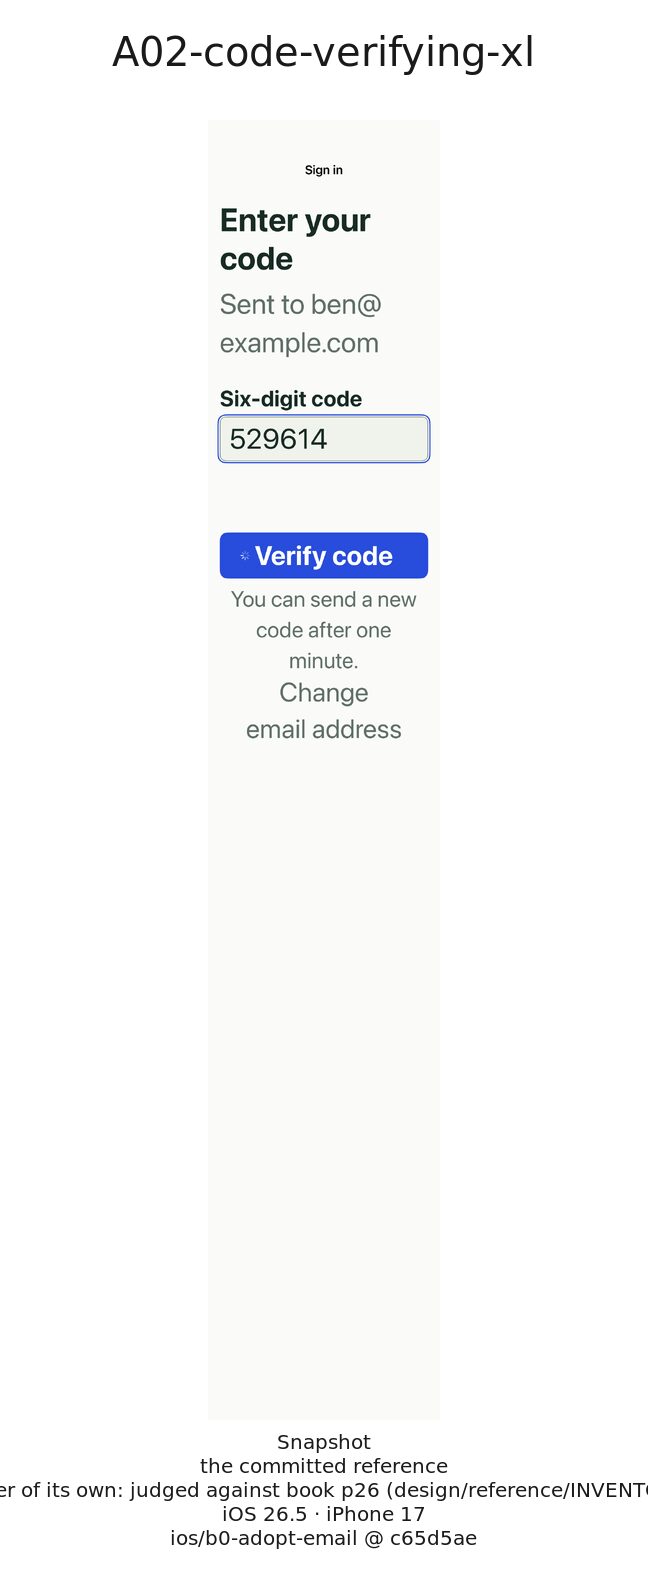 A02-code-verifying-xl
Sign in
Enter your
code
Sent to ben@
example.com
Six-digit code
529614
Verify code
You can send a new
code after one
minute.
Change
email address
Snapshot
the committed reference
of its own: judged against book p26 (design/reference/
iOS 26.5 · iPhone 17
ios/b0-adopt-email @ c65d5ae